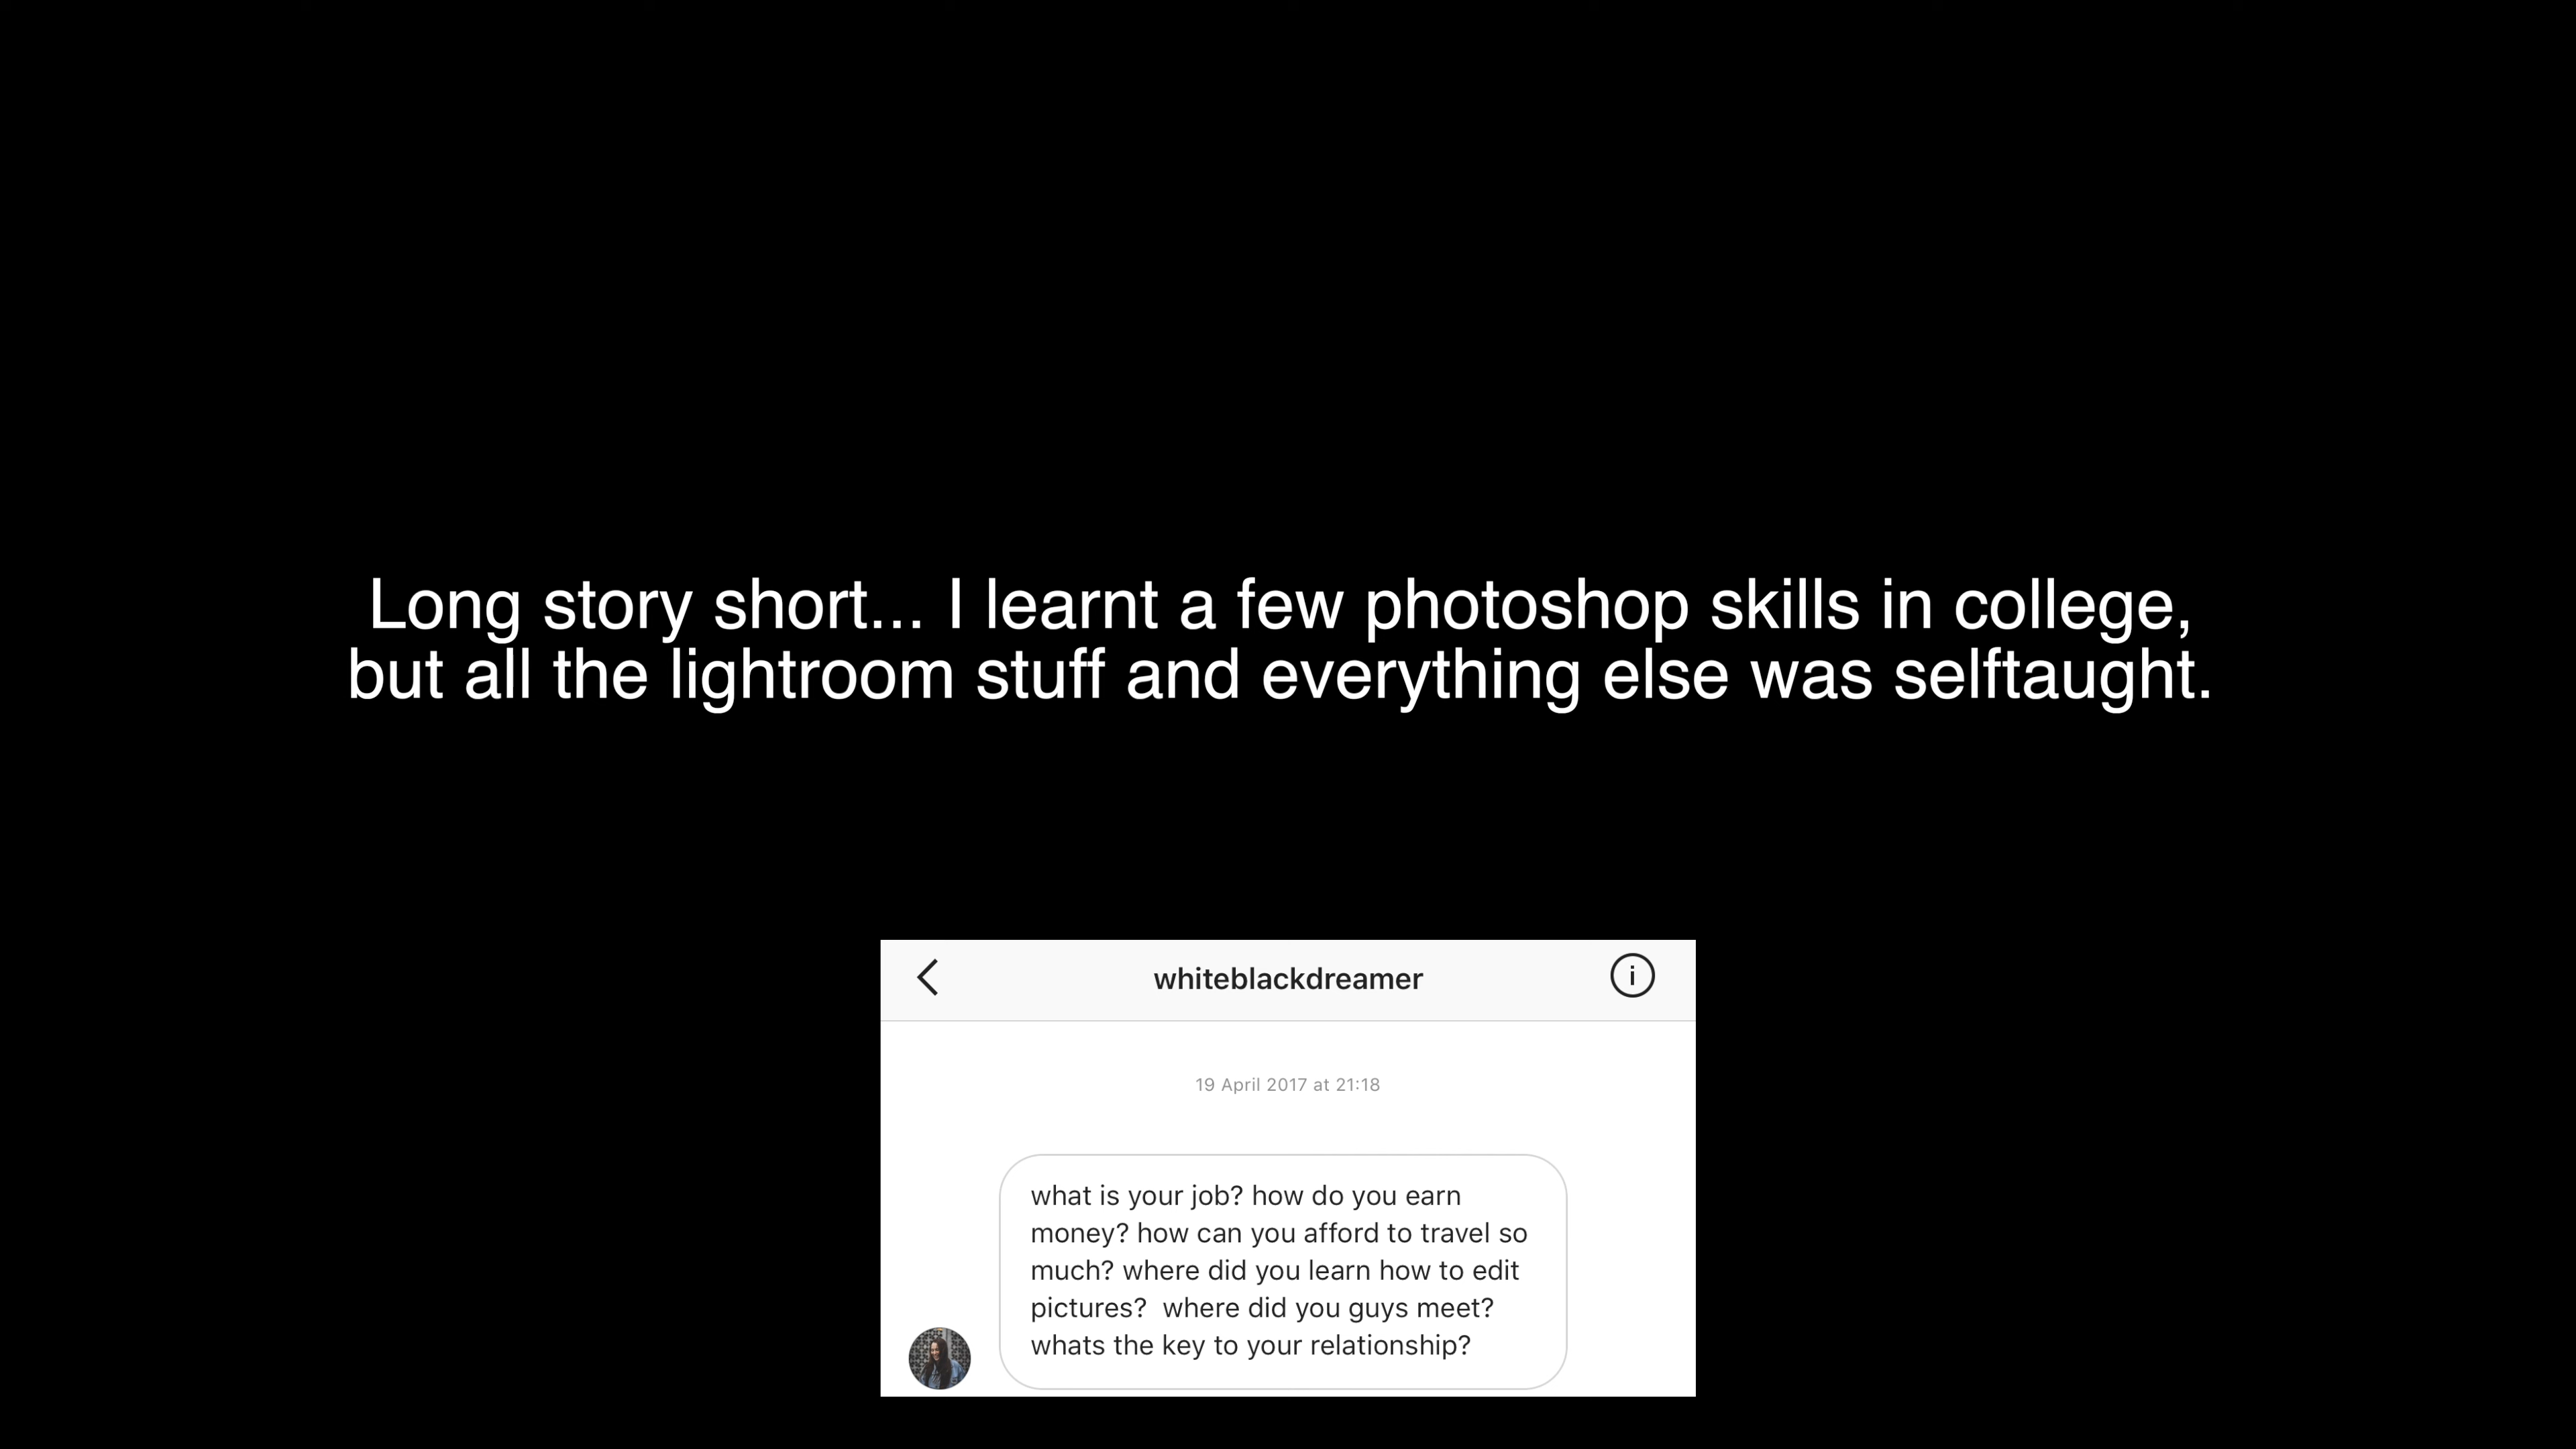 Long story short... I learnt a few photoshop skills in college,
but all the lightroom stuff and everything else was selftaught.
whiteblackdreamer
19 April 2017 at 21:18
what is your job? how do you earn
money? how can you afford to travel so
much? where did you learn how to edit
pictures?  where did you guys meet?
whats the key to your relationship?